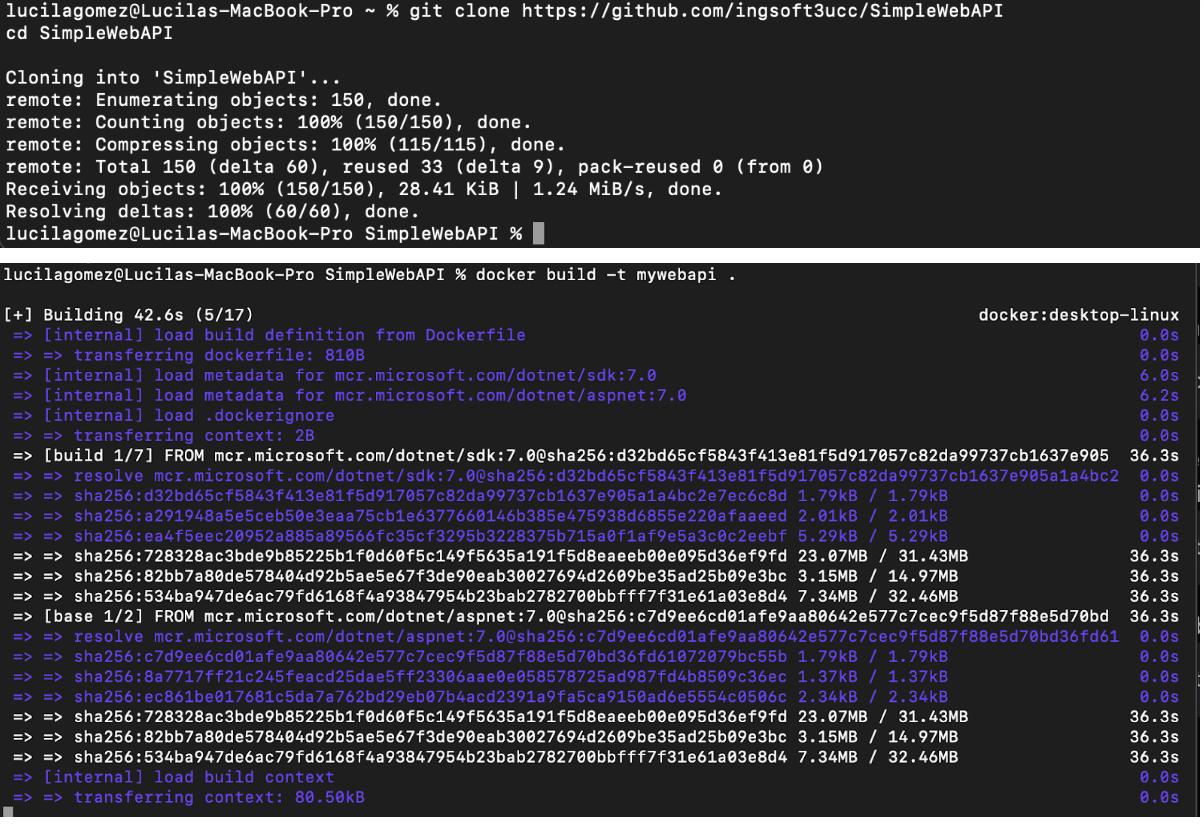 lucilagomez@Lucilas-MacBook-Pro ~ % git clone https://github.com/ingsoft3ucc/SimpleWebAPI
cd SimpleWebAPI
Cloning into 'SimpleWebAPI'...
remote: Enumerating objects: 150, done.
remote: Counting objects: 100% (150/150), done.
remote: Compressing objects: 100% (115/115), done.
remote: Total 150 (delta 60), reused 33 (delta 9), pack-reused 0 (from 0)
Receiving objects: 100% (150/150), 28.41 KiB | 1.24 MiB/s, done.
Resolving deltas: 100% (60/60), done.
lucilagomez@Lucilas-MacBook-Pro SimpleWebAPI %
lucilagomez@Lucilas-MacBook-Pro SimpleWebAPI % docker build -t mywebapi .
[+] Building 42.6s (5/17) docker:desktop-linux
=> [internal] load build definition from Dockerfile 0.0s
=> => transferring dockerfile: 810B 0.0s
=> [internal] load metadata for mcr.microsoft.com/dotnet/sdk:7.0 6.0s
=> [internal] load metadata for mcr.microsoft.com/dotnet/aspnet:7.0 6.2s
=> [internal] load .dockerignore 0.0s
=> => transferring context: 2B 0.0s
=> [build 1/7] FROM mcr.microsoft.com/dotnet/sdk:7.0@sha256:d32bd65cf5843f413e81f5d917057c82da99737cb1637e905 36.3s
=> => resolve mcr.microsoft.com/dotnet/sdk:7.0@sha256:d32bd65cf5843f413e81f5d917057c82da99737cb1637e905a1a4bc2 0.0s
=> => sha256:d32bd65cf5843f413e81f5d917057c82da99737cb1637e905a1a4bc2e7ec6c8d 1.79kB / 1.79kB 0.0s
=> => sha256:a291948a5e5ceb50e3eaa75cb1e6377660146b385e475938d6855e220afaaeed 2.01kB / 2.01kB 0.0s
=> => sha256:ea4f5eec20952a885a89566fc35cf3295b3228375b715a0f1af9e5a3c0c2eebf 5.29kB / 5.29kB 0.0s
=> => sha256:728328ac3bde9b85225b1f0d60f5c149f5635a191f5d8eaeeb00e095d36ef9fd 23.07MB / 31.43MB 36.3s
=> => sha256:82bb7a80de578404d92b5ae5e67f3de90eab30027694d2609be35ad25b09e3bc 3.15MB / 14.97MB 36.3s
=> => sha256:534ba947de6ac79fd6168f4a93847954b23bab2782700bbfff7f31e61a03e8d4 7.34MB / 32.46MB 36.3s
=> [base 1/2] FROM mcr.microsoft.com/dotnet/aspnet:7.0@sha256:c7d9ee6cd01afe9aa80642e577c7cec9f5d87f88e5d70bd 36.3s
=> => resolve mcr.microsoft.com/dotnet/aspnet:7.0@sha256:c7d9ee6cd01afe9aa80642e577c7cec9f5d87f88e5d70bd36fd61 0.0s
=> => sha256:c7d9ee6cd01afe9aa80642e577c7cec9f5d87f88e5d70bd36fd61072079bc55b 1.79kB / 1.79kB 0.0s
=> => sha256:8a7717ff21c245feacd25dae5ff23306aae0e058578725ad987fd4b8509c36ec 1.37kB / 1.37kB 0.0s
=> => sha256:ec861be017681c5da7a762bd29eb07b4acd2391a9fa5ca9150ad6e5554c0506c 2.34kB / 2.34kB 0.0s
=> => sha256:728328ac3bde9b85225b1f0d60f5c149f5635a191f5d8eaeeb00e095d36ef9fd 23.07MB / 31.43MB 36.3s
=> => sha256:82bb7a80de578404d92b5ae5e67f3de90eab30027694d2609be35ad25b09e3bc 3.15MB / 14.97MB 36.3s
=> => sha256:534ba947de6ac79fd6168f4a93847954b23bab2782700bbfff7f31e61a03e8d4 7.34MB / 32.46MB 36.3s
=> [internal] load build context 0.0s
=> => transferring context: 80.50kB 0.0s